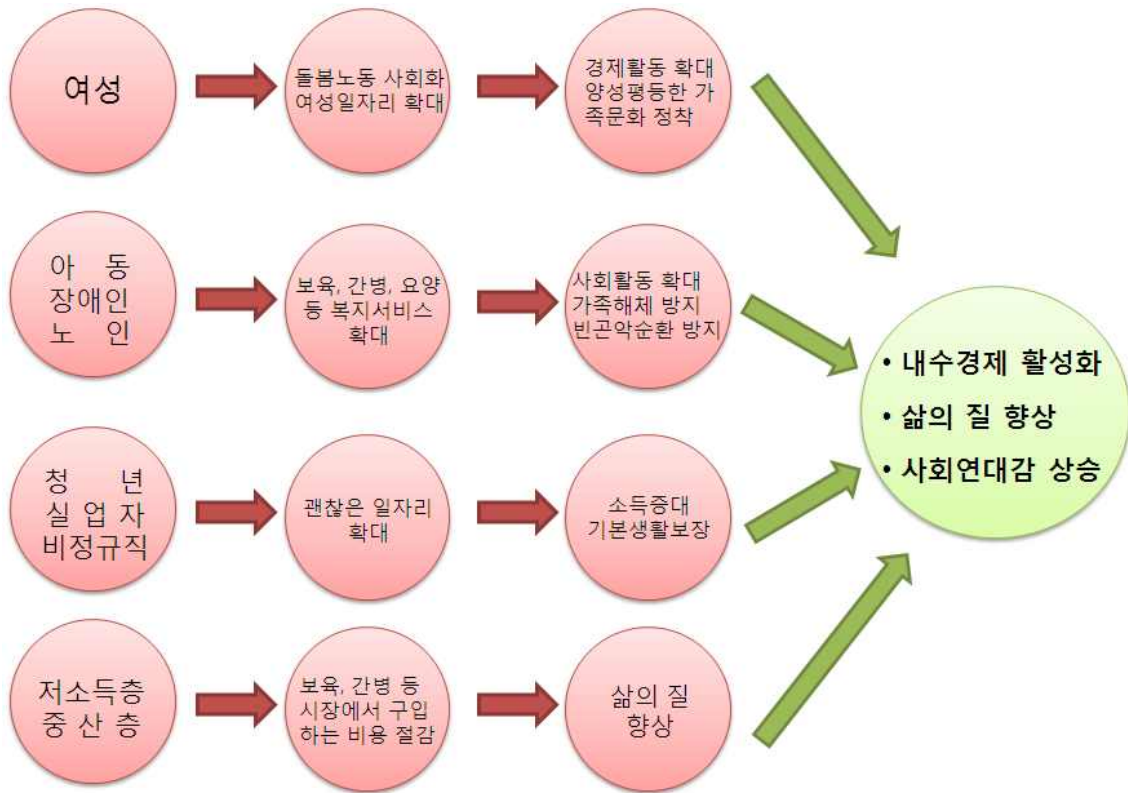 여성
돌봄노동 사회화
여성일자리 확대
경제활동 확대
양성평등한 가
족문화 정착
아 동
장애인
노 인
보육, 간병, 요양
등 복지서비스
확대
사회활동 확대
가족해체 방지
빈곤악순환 방지
청 년
실 업 자
비정규직
괜찮은 일자리
확대
소득증대
기본생활보장
저소득층
중 산 층
보육, 간병 등
시장에서 구입
하는 비용 절감
삶의 질
향상
• 내수경제 활성화
• 삶의 질 향상
• 사회연대감 상승